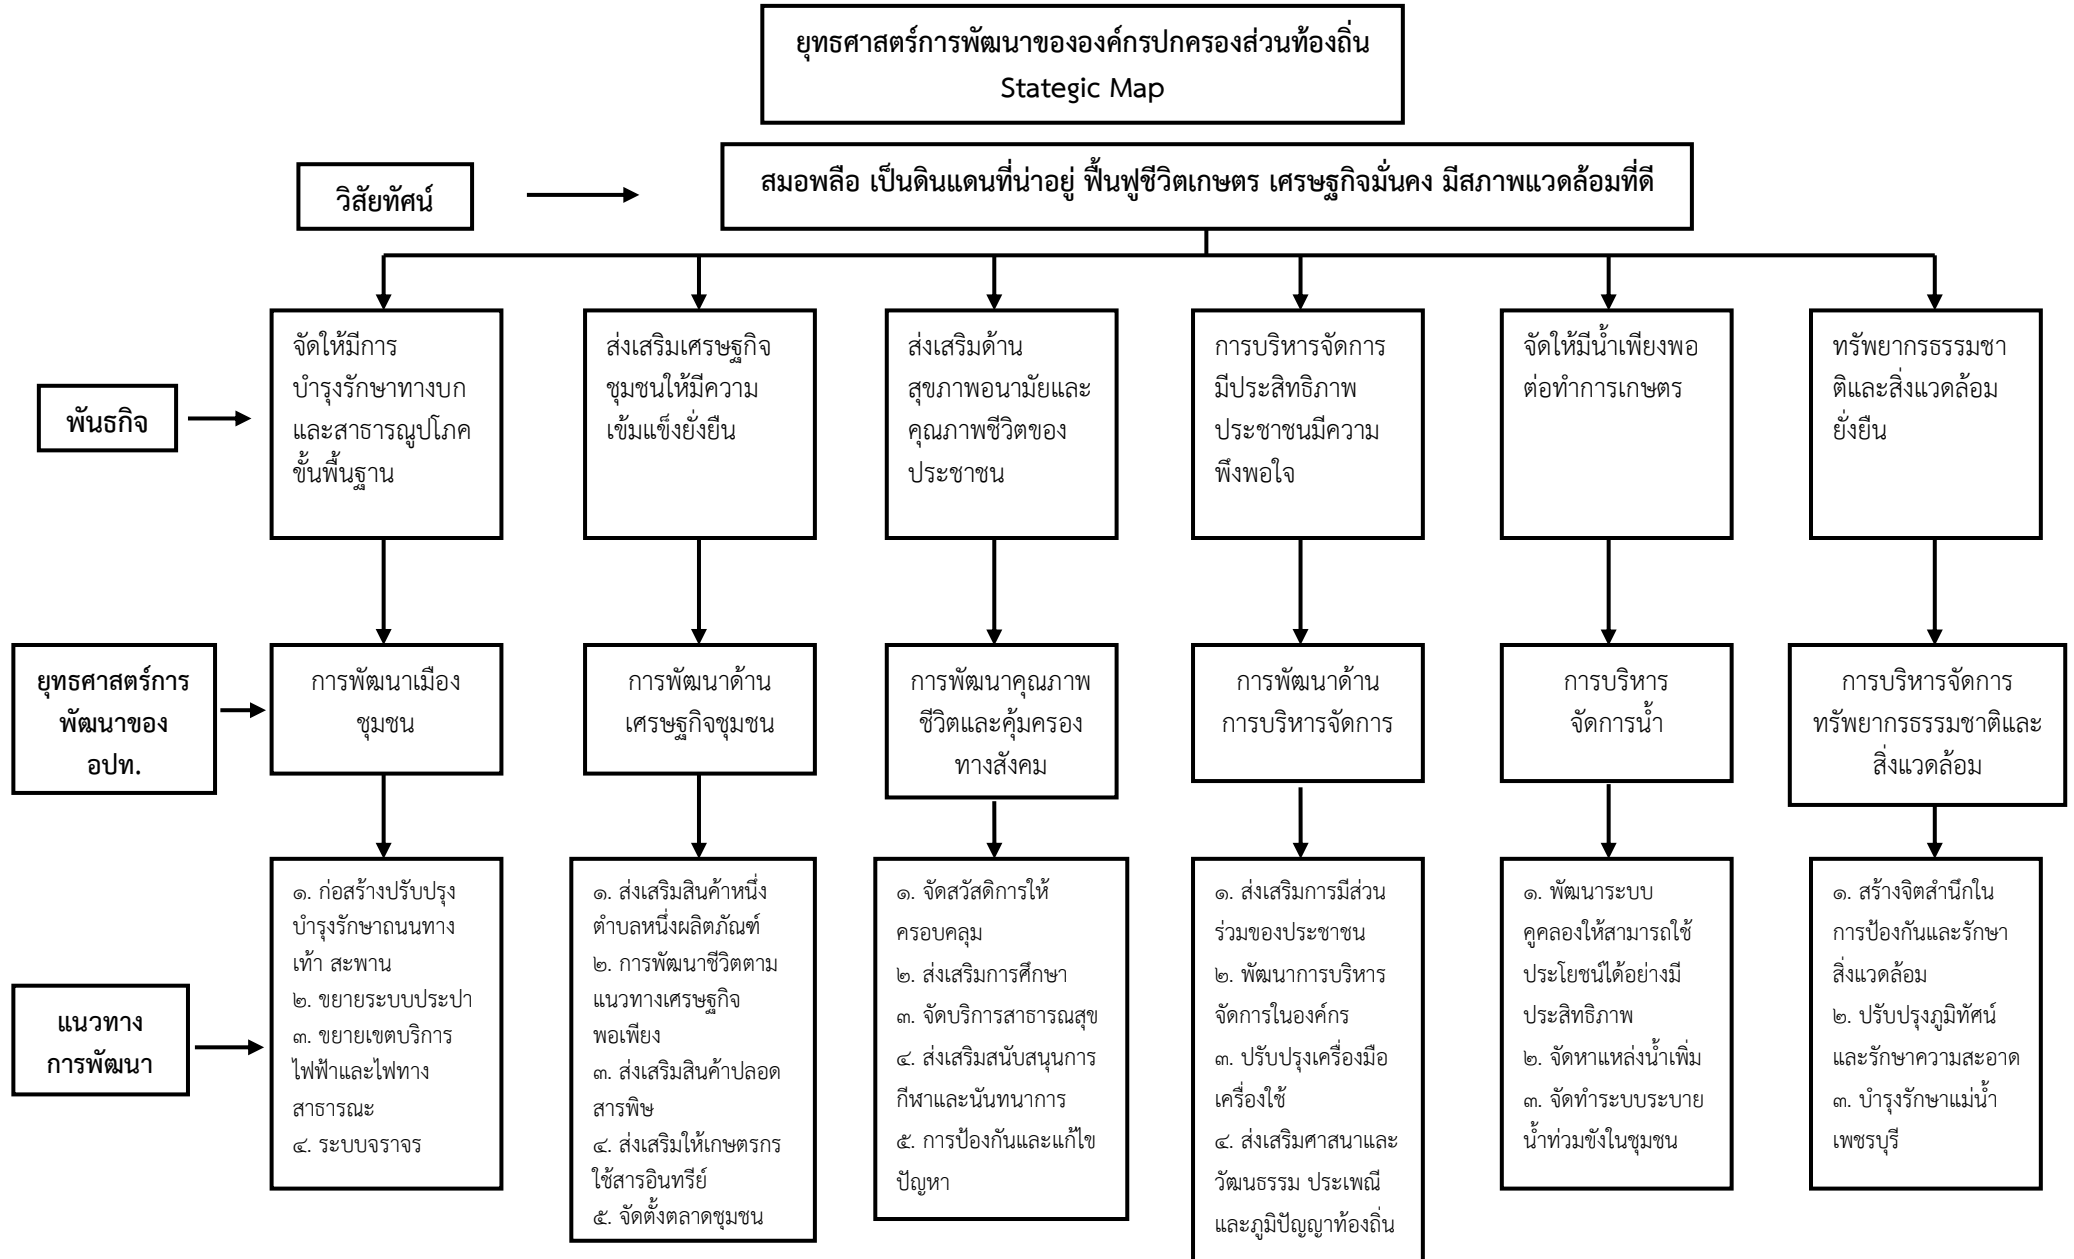 ยุทธศาสตร์การพัฒนาขององค์กรปกครองส่วนท้องถิ่น
Stategic Map
วิสัยทัศน์
สมอพลือ เป็นดินแดนที่น่าอยู่ ฟื้นฟูชีวิตเกษตร เศรษฐกิจมั่นคง มีสภาพแวดล้อมที่ดี
พันธกิจ
จัดให้มีการ
บำรุงรักษาทางบก
และสาธารณูปโภค
ขั้นพื้นฐาน
ส่งเสริมเศรษฐกิจ
ชุมชนให้มีความ
เข้มแข็งยั่งยืน
ส่งเสริมด้าน
สุขภาพอนามัยและ
คุณภาพชีวิตของ
ประชาชน
การบริหารจัดการ
มีประสิทธิภาพ
ประชาชนมีความ
พึงพอใจ
จัดให้มีน้ำเพียงพอ
ต่อทำการเกษตร
ทรัพยากรธรรมชา
ติและสิ่งแวดล้อม
ยั่งยืน
ยุทธศาสตร์การ
พัฒนาของ
อปท.
การพัฒนาเมือง
ชุมชน
การพัฒนาด้าน
เศรษฐกิจชุมชน
การพัฒนาคุณภาพ
ชีวิตและคุ้มครอง
ทางสังคม
การพัฒนาด้าน
การบริหารจัดการ
การบริหาร
จัดการน้ำ
การบริหารจัดการ
ทรัพยากรธรรมชาติและ
สิ่งแวดล้อม
แนวทาง
การพัฒนา
๑. ก่อสร้างปรับปรุง
บำรุงรักษาถนนทาง
เท้า สะพาน
๒. ขยายระบบประปา
๓. ขยายเขตบริการ
ไฟฟ้าและไฟทาง
สาธารณะ
๔. ระบบจราจร
๑. ส่งเสริมสินค้าหนึ่ง
ตำบลหนึ่งผลิตภัณฑ์
๒. การพัฒนาชีวิตตาม
แนวทางเศรษฐกิจ
พอเพียง
๓. ส่งเสริมสินค้าปลอด
สารพิษ
๔. ส่งเสริมให้เกษตรกร
ใช้สารอินทรีย์
๕. จัดตั้งตลาดชุมชน
๑. จัดสวัสดิการให้
ครอบคลุม
๒. ส่งเสริมการศึกษา
๓. จัดบริการสาธารณสุข
๔. ส่งเสริมสนับสนุนการ
กีฬาและนันทนาการ
๕. การป้องกันและแก้ไข
ปัญหา
๑. ส่งเสริมการมีส่วน
ร่วมของประชาชน
๒. พัฒนาการบริหาร
จัดการในองค์กร
๓. ปรับปรุงเครื่องมือ
เครื่องใช้
๔. ส่งเสริมศาสนาและ
วัฒนธรรม ประเพณี
และภูมิปัญญาท้องถิ่น
๑. พัฒนาระบบ
คูคลองให้สามารถใช้
ประโยชน์ได้อย่างมี
ประสิทธิภาพ
๒. จัดหาแหล่งน้ำเพิ่ม
๓. จัดทำระบบระบาย
น้ำท่วมขังในชุมชน
๑. สร้างจิตสำนึกใน
การป้องกันและรักษา
สิ่งแวดล้อม
๒. ปรับปรุงภูมิทัศน์
และรักษาความสะอาด
๓. บำรุงรักษาแม่น้ำ
เพชรบุรี